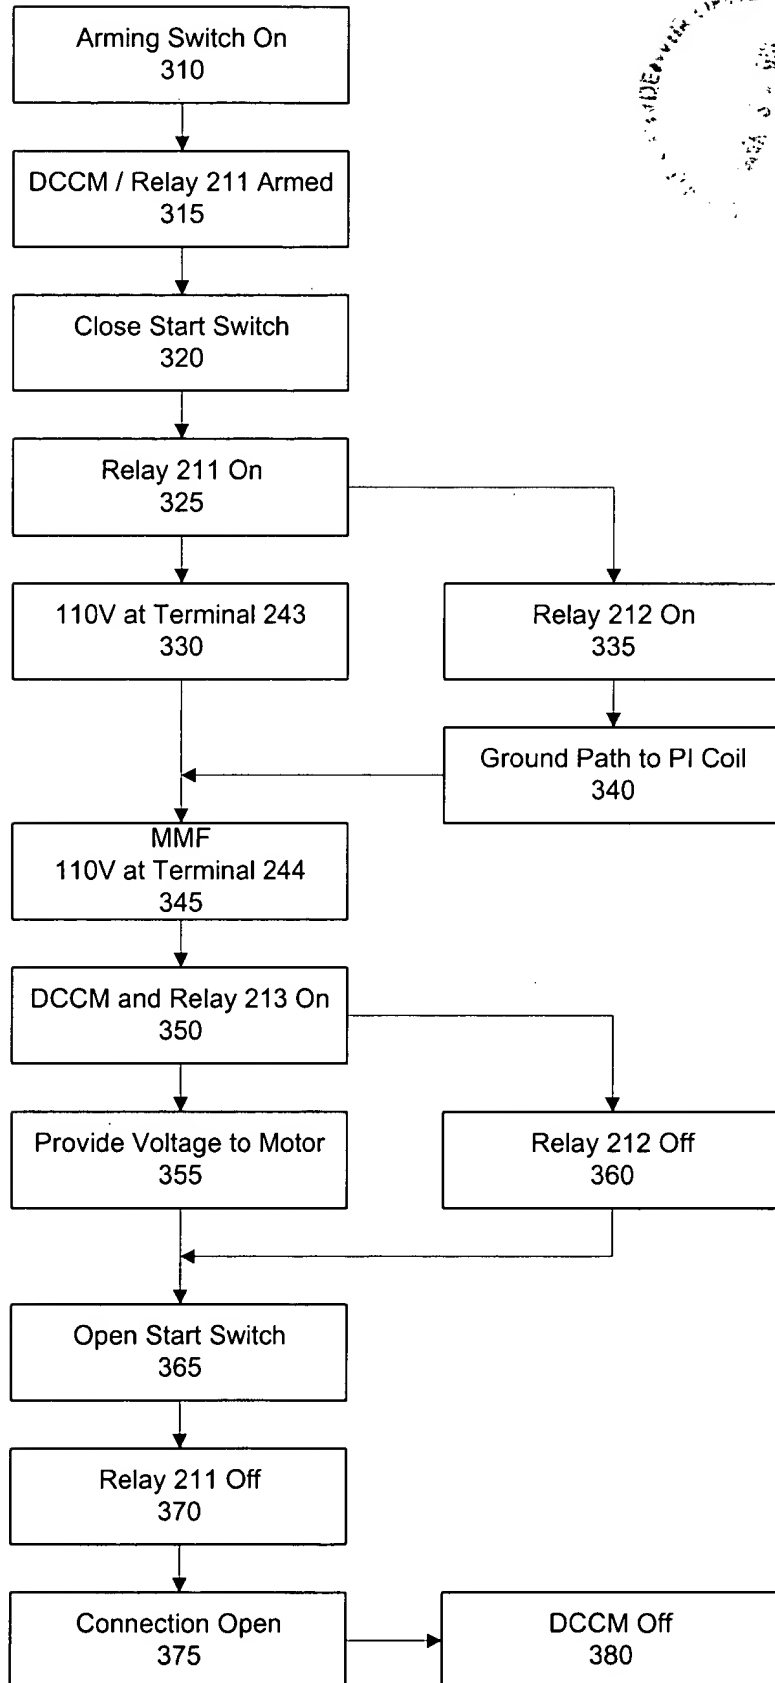 Arming Switch On
310
DCCM / Relay 211 Armed
315
Close Start Switch
320
Relay 211 On
325
110V at Terminal 243
330
Relay 212 On
335
Ground Path to PI Coil
340
MMF
110V at Terminal 244
345
DCCM and Relay 213 On
350
Provide Voltage to Motor
355
Relay 212 Off
360
Open Start Switch
365
Relay 211 Off
370
Connection Open
375
DCCM Off
380